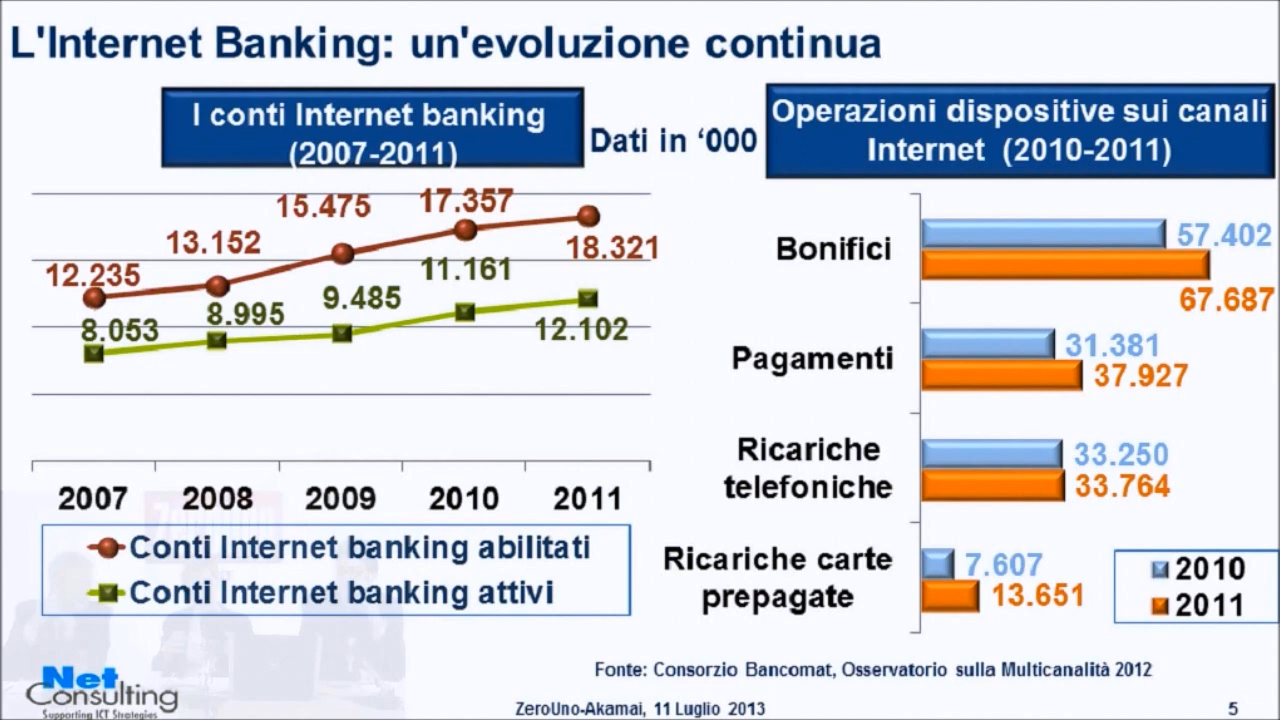 L'Internet Banking: un'evoluzione continua
I conti Internet banking
(2007-2011)
Dati in ‘000
Operazioni dispositive sui canali
Internet (2010-2011)
15.475
17.357
13.152
18.321
12.235
11.161
9.485
8.995
8.053
12.102
2007 2008 2009 2010 2011
Conti Internet banking abilitati
Conti Internet banking attivi
Bonifici
57.402
67.687
Pagamenti
31.381
37.927
Ricariche
telefoniche
33.250
33.764
Ricariche carte
prepagate
7.607
13.651
2010
2011
Fonte: Consorzio Bancomat, Osservatorio sulla Multicanalità 2012
Net
Consulting
Supporting ICT Strategies
ZeroUno-Akamai, 11 Luglio 2013
5